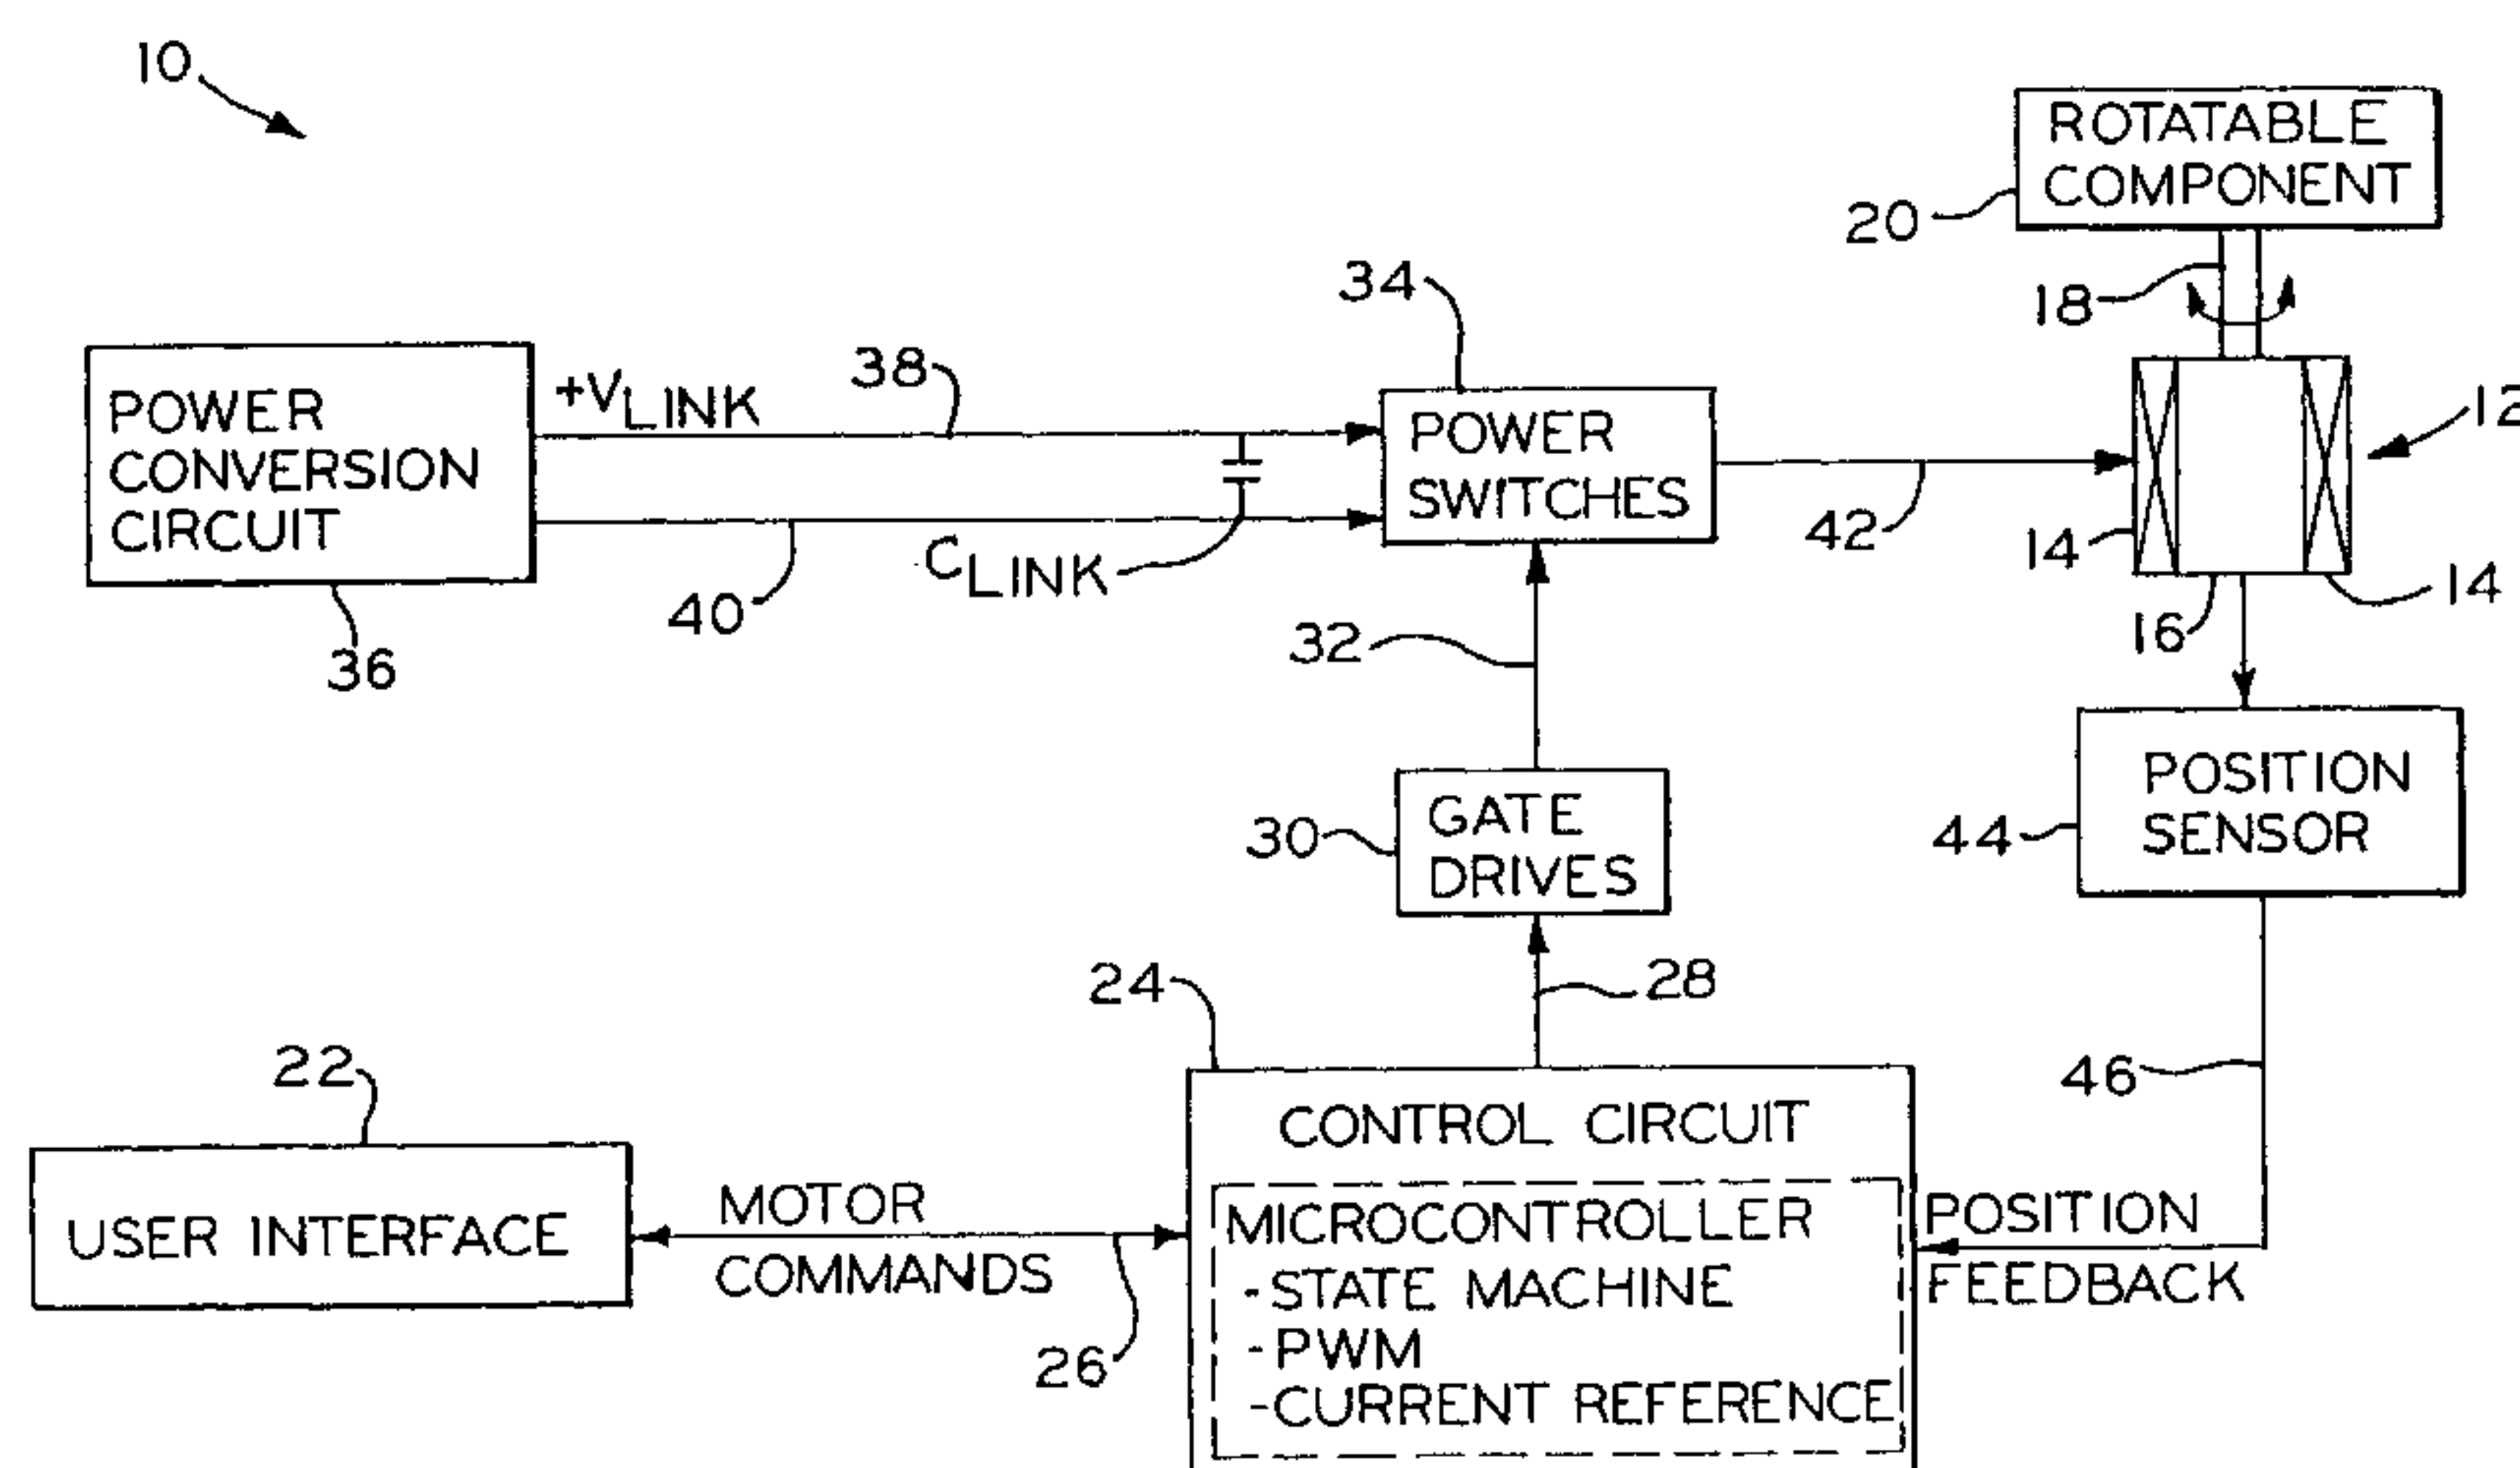 10
ROTATABLE
COMPONENT
20
18
34
38
+VLINK
POWER
CONVERSION
CIRCUIT
POWER
SWITCHES
12
42
14
14
CLINK
40
16
36
32
POSITION
SENSOR
44
GATE
DRIVES
30
24
28
22
46
CONTROL CIRCUIT
USER INTERFACE
MOTOR
COMMANDS
26
MICROCONTROLLER
-STATE MACHINE
-PWM
-CURRENT REFERENCE
POSITION
FEEDBACK